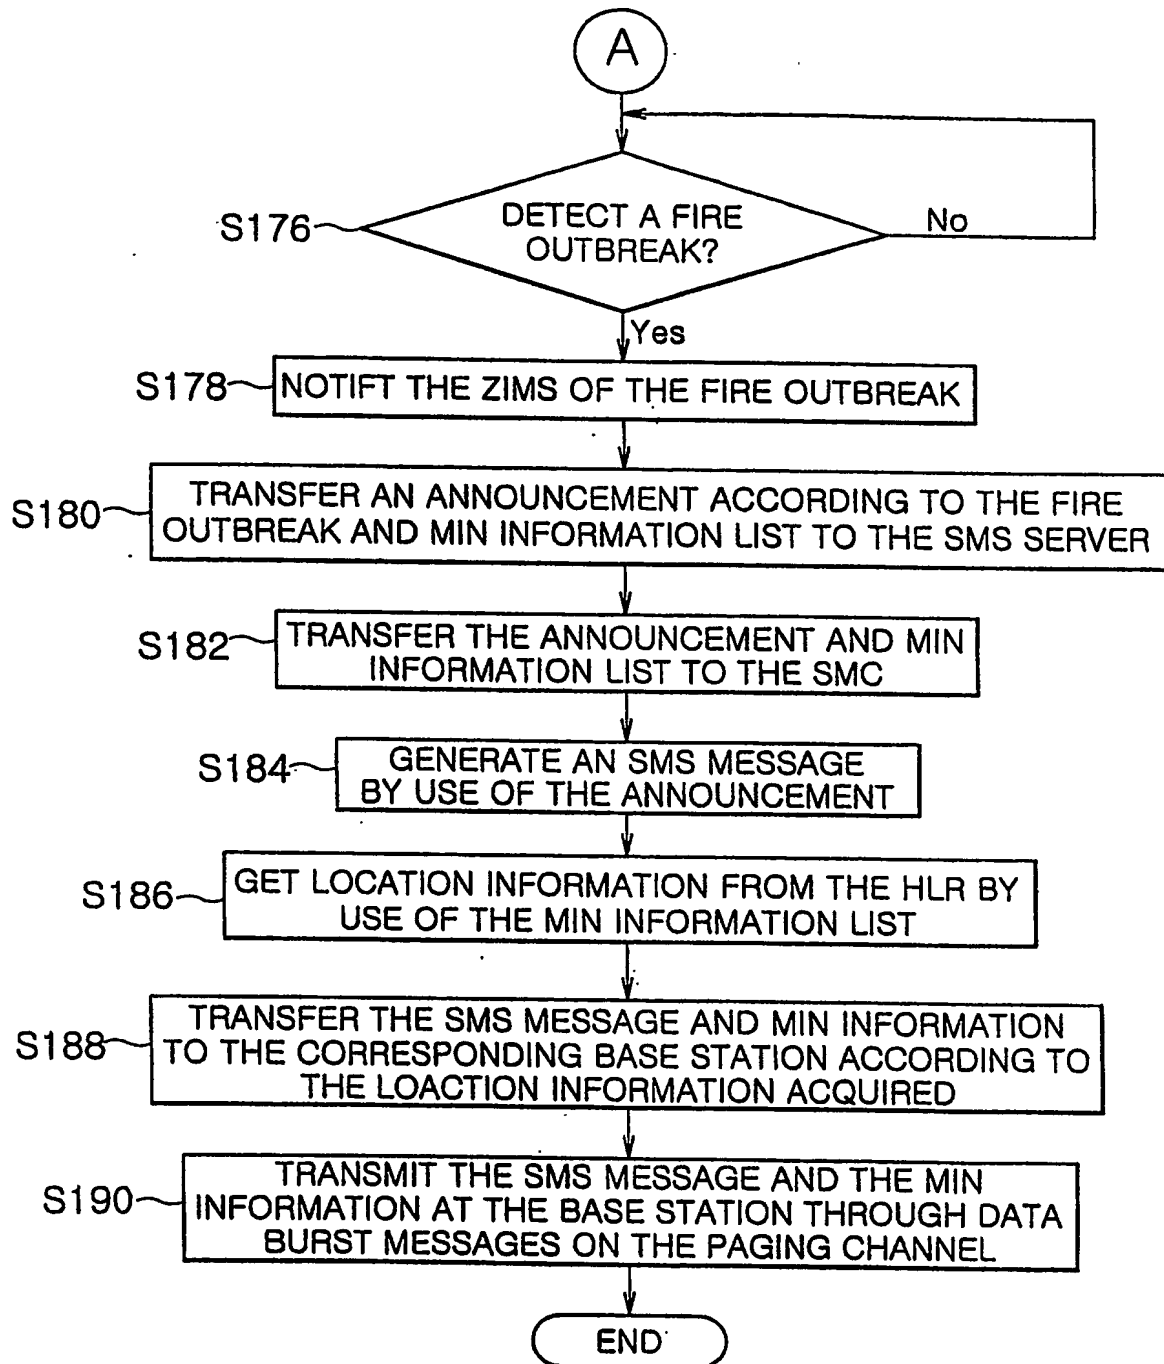 A
S176
DETECT A FIRE
OUTBREAK?
No
Yes
S178
NOTIFT THE ZIMS OF THE FIRE OUTBREAK
S180
TRANSFER AN ANNOUNCEMENT ACCORDING TO THE FIRE
OUTBREAK AND MIN INFORMATION LIST TO THE SMS SERVER
S182
TRANSFER THE ANNOUNCEMENT AND MIN
INFORMATION LIST TO THE SMC
S184
GENERATE AN SMS MESSAGE
BY USE OF THE ANNOUNCEMENT
S186
GET LOCATION INFORMATION FROM THE HLR BY
USE OF THE MIN INFORMATION LIST
S188
TRANSFER THE SMS MESSAGE AND MIN INFORMATION
TO THE CORRESPONDING BASE STATION ACCORDING TO
THE LOACTION INFORMATION ACQUIRED
S190
TRANSMIT THE SMS MESSAGE AND THE MIN
INFORMATION AT THE BASE STATION THROUGH DATA
BURST MESSAGES ON THE PAGING CHANNEL
END